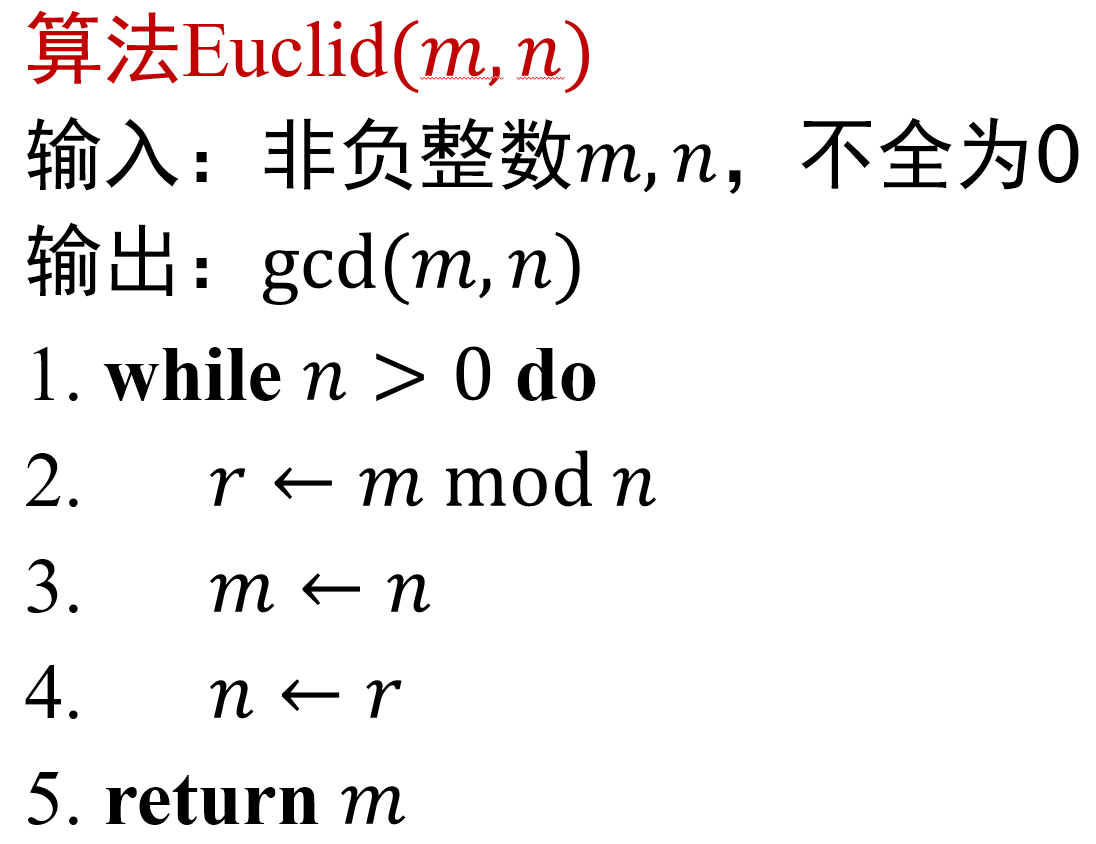 算法Euclid(m, n)
输入：非负整数m, n，不全为0
输出：gcd(m, n)
1. while n > 0 do
2. r ← m mod n
3. m ← n
4. n ← r
5. return m